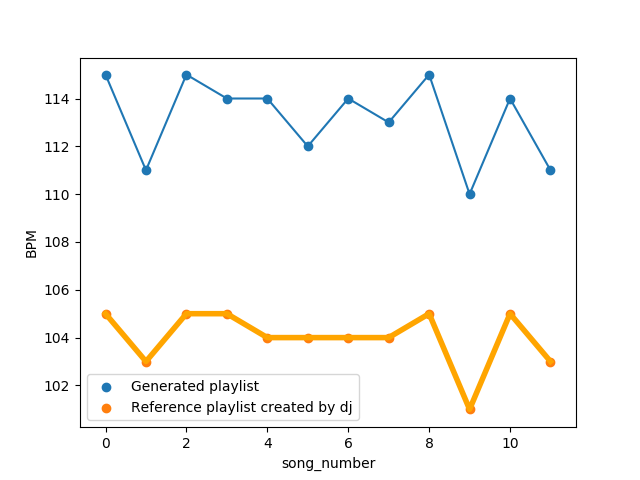 114
112
110
108
106
104
102
BPM
Generated playlist
Reference playlist created by dj
0 2 4 6 8 10
song_number